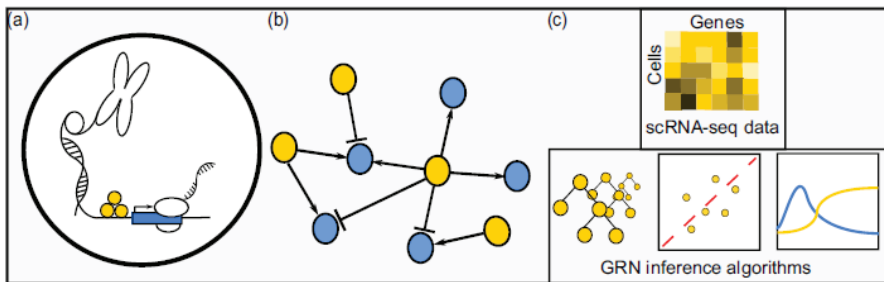 (a)
(b)
(c)
Genes
Cells
scRNA-seq data
GRN inference algorithms